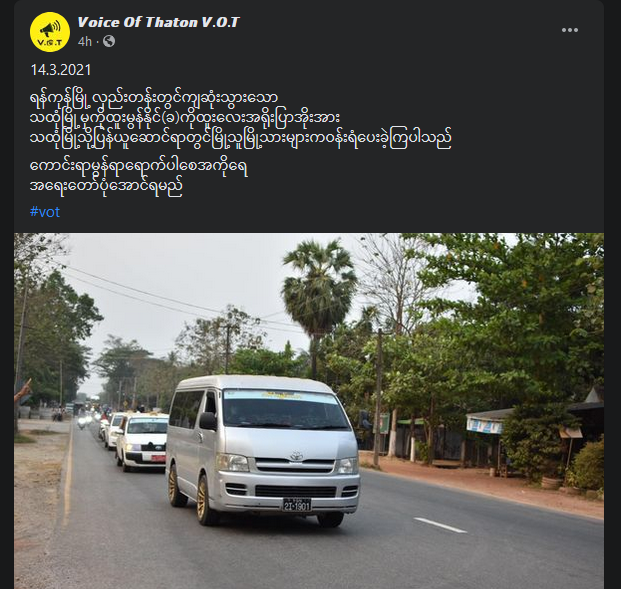 Voice Of Thaton V.O.T
4h ·
V.O.T
14.3.2021
ရန်ကုန်မြို့လှည်းတန်းတွင်ကျဆုံးသွားသော
သထုံမြို့မှကိုထူးမွန်နိုင်(ခ)ကိုထူးလေးအရိုးပြာအိုးအား
သထုံမြို့သို့ပြန်ယူဆောင်ရာတွင်မြို့သူမြို့သားများကဝန်းရံပေးခဲ့ကြပါသည်
ကောင်းရာမွန်ရာရောက်ပါစေအကိုရေ
အရေးတော်ပုံအောင်ရမည်
#vot
2I-1901